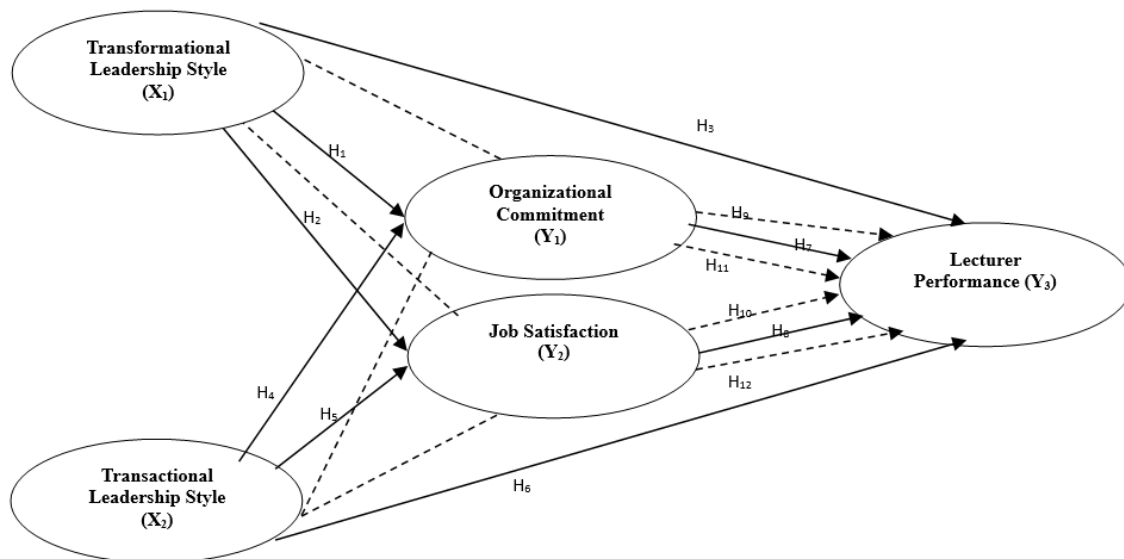 Transformational
Leadership Style
(X₁)
H₃
H₁
Organizational
Commitment
(Y₁)
H₂
H₉
H₇
H₁₁
Lecturer
Performance (Y₃)
H₁₀
Job Satisfaction
(Y₂)
H₈
H₄
H₁₂
H₅
Transactional
Leadership Style
(X₂)
H₆